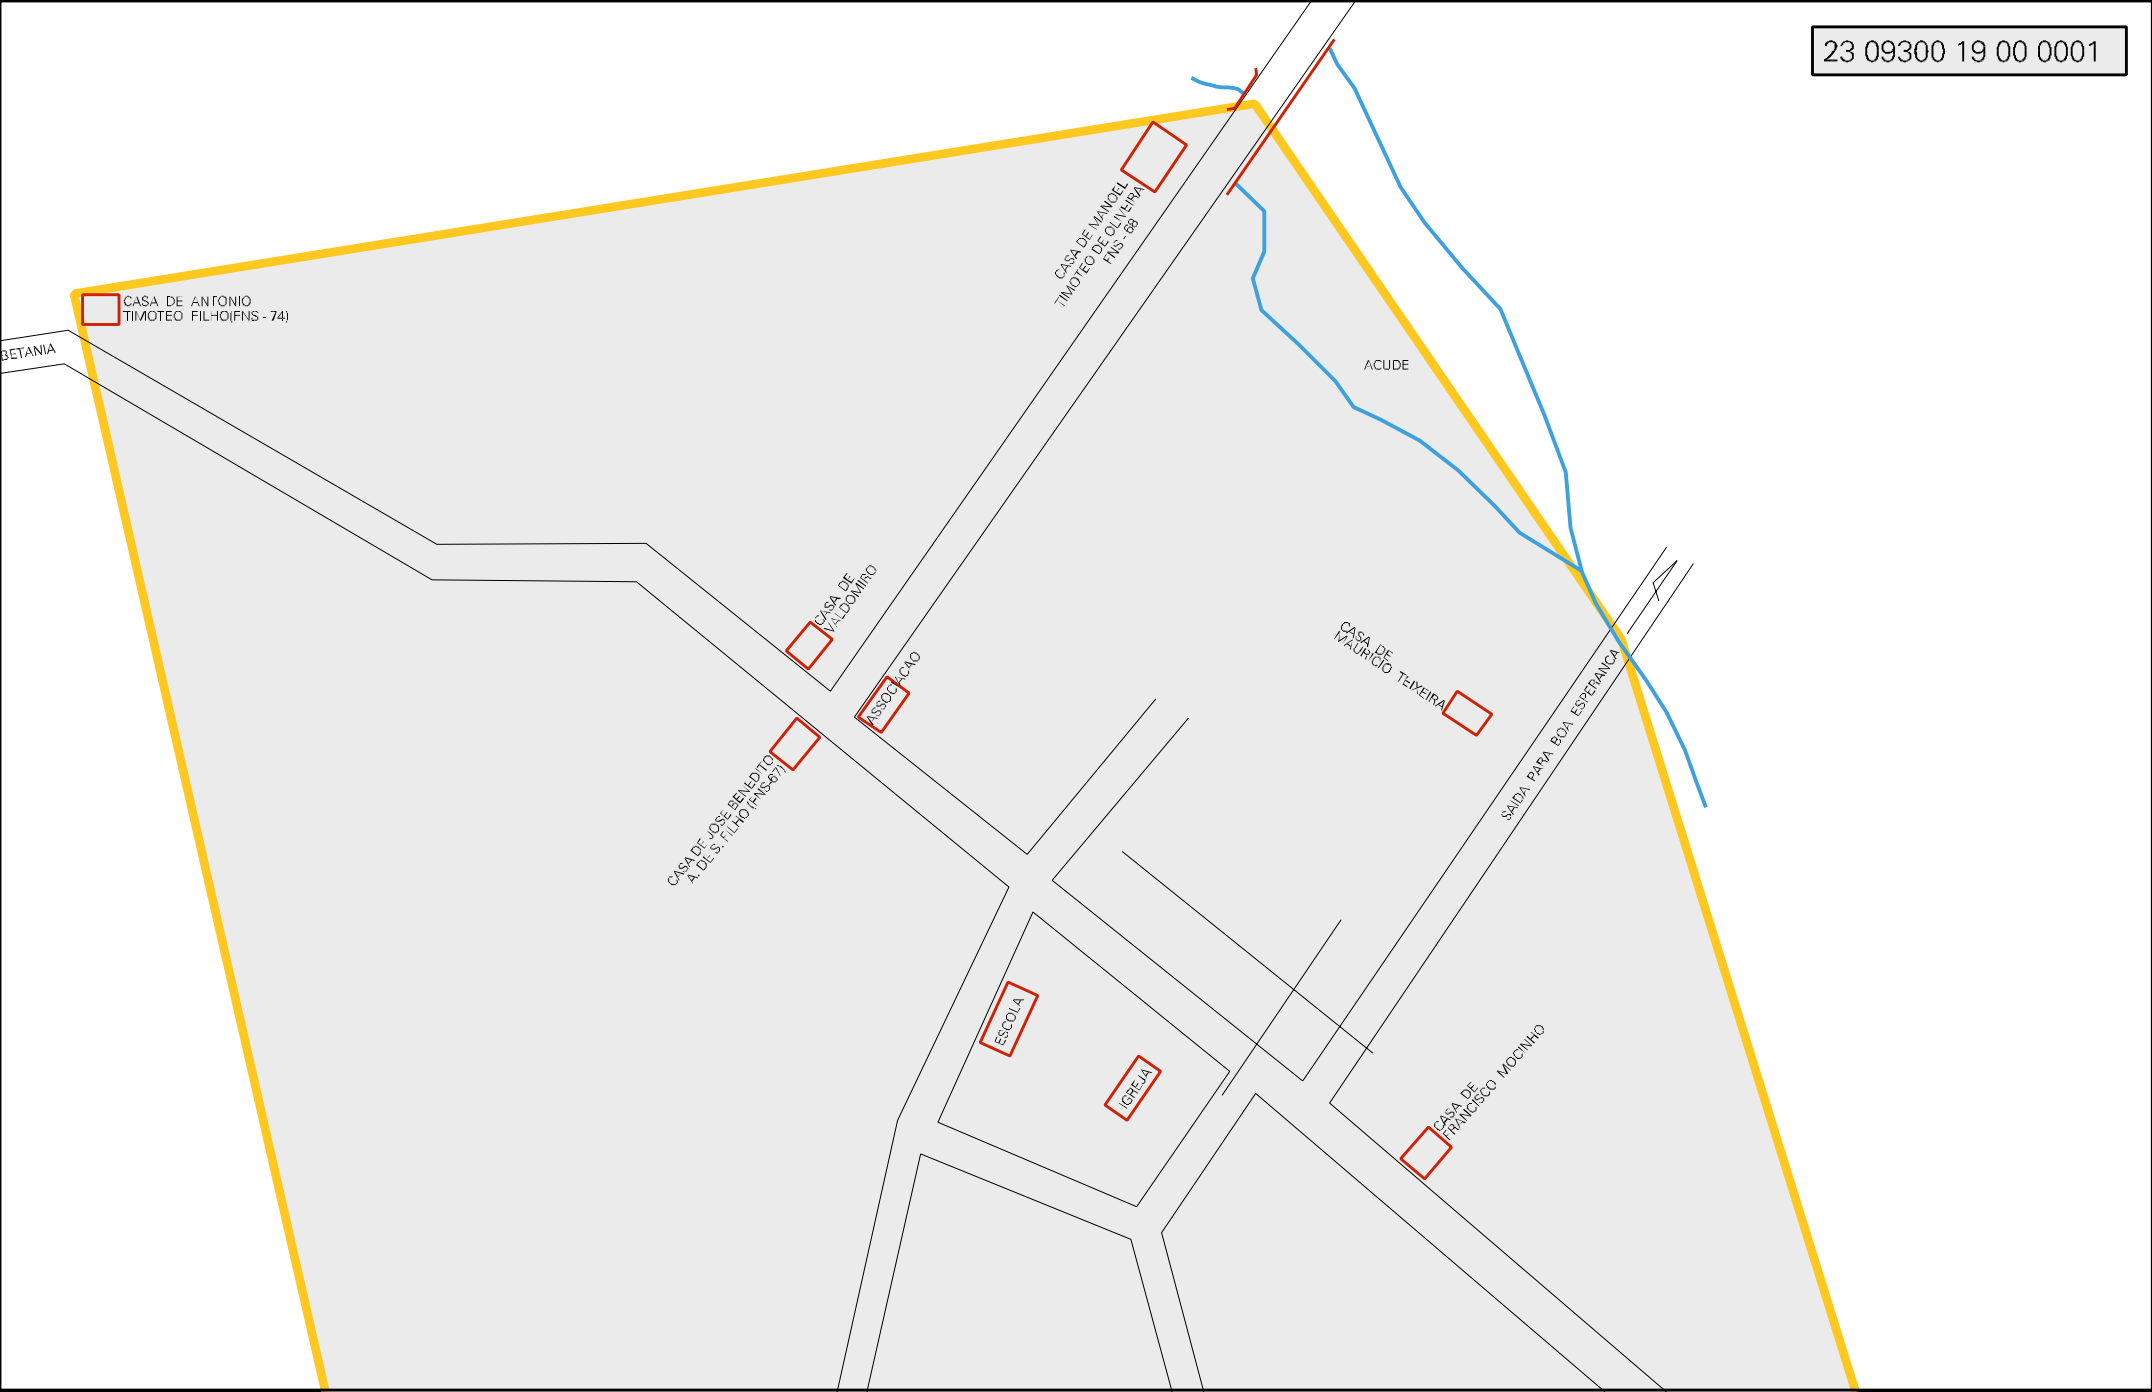 23 09300 19 00 0001
CASA DE MANOEL
TIMOTEO DE OLIVEIRA
FNS - 68
CASA DE ANTONIO
TIMOTEO FILHO(FNS - 74)
BETANIA
ACUDE
CASA DE
VALDOMIRO
ASSOCIACAO
CASA DE
MAURICIO TEIXEIRA
SAIDA PARA BOA ESPERANCA
CASA DE JOSE BENEDITO
A. DE S. FILHO (FNS-67)
ESCOLA
IGREJA
CASA DE
FRANCISCO MOCINHO